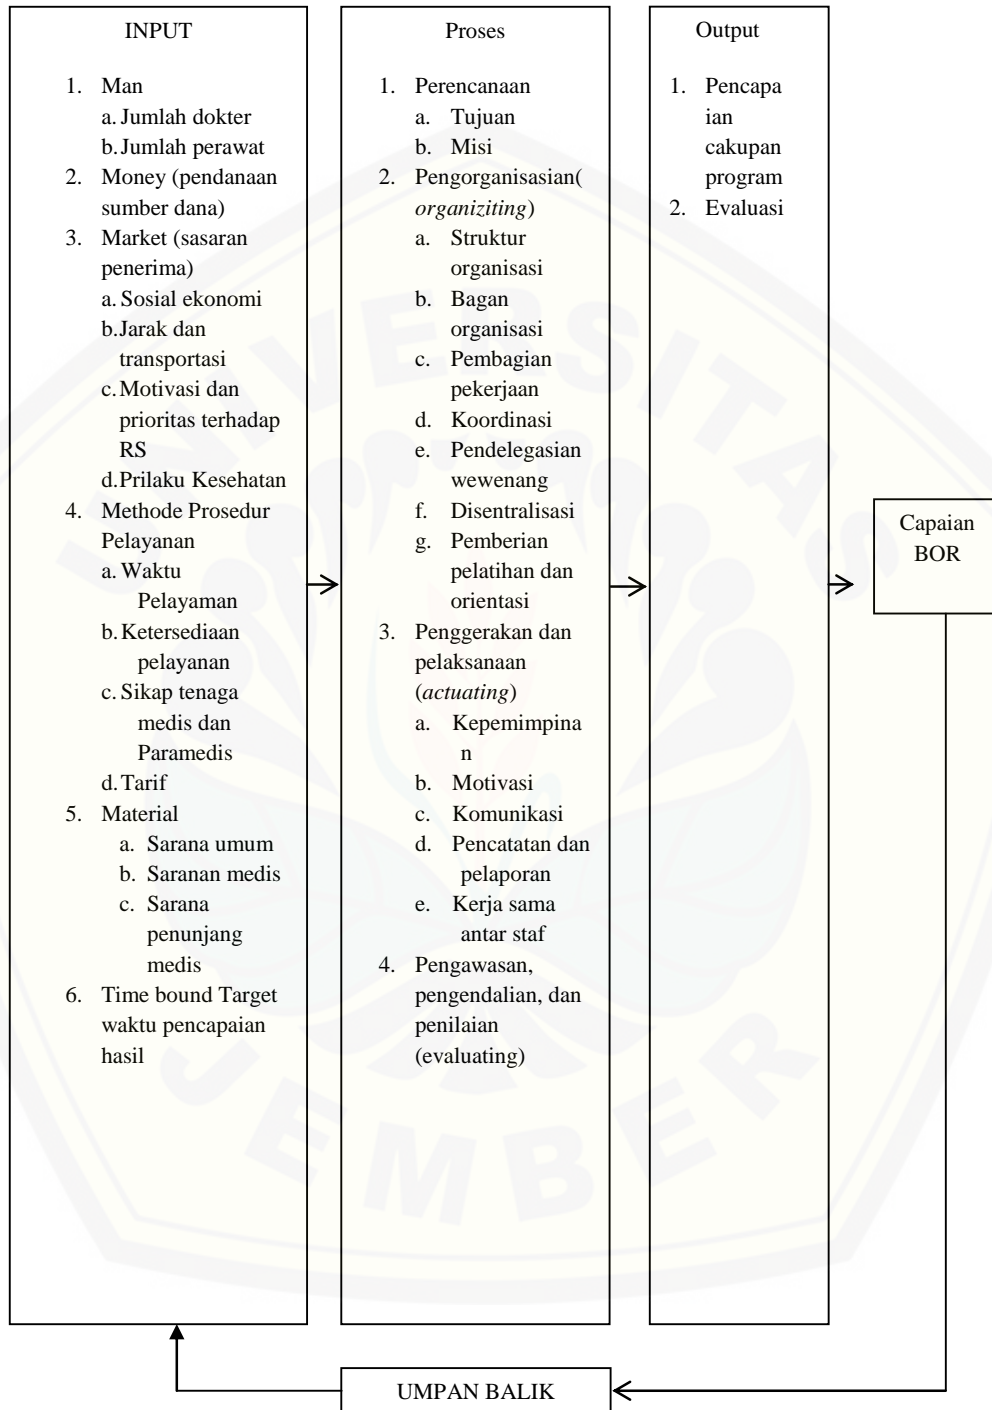 INPUT
1. Man
a. Jumlah dokter
b. Jumlah perawat
2. Money (pendanaan
sumber dana)
3. Market (sasaran
penerima)
a. Sosial ekonomi
b. Jarak dan
transportasi
c. Motivasi dan
prioritas terhadap
RS
d. Prilaku Kesehatan
4. Methode Prosedur
Pelayanan
a. Waktu
Pelayaman
b. Ketersediaan
pelayanan
c. Sikap tenaga
medis dan
Paramedis
d. Tarif
5. Material
a. Sarana umum
b. Saranan medis
c. Sarana
penunjang
medis
6. Time bound Target
waktu pencapaian
hasil
Proses
1. Perencanaan
a. Tujuan
b. Misi
2. Pengorganisasian(
organiziting)
a. Struktur
organisasi
b. Bagan
organisasi
c. Pembagian
pekerjaan
d. Koordinasi
e. Pendelegasian
wewenang
f. Disentralisasi
g. Pemberian
pelatihan dan
orientasi
3. Penggerakan dan
pelaksanaan
(actuating)
a. Kepemimpina
n
b. Motivasi
c. Komunikasi
d. Pencatatan dan
pelaporan
e. Kerja sama
antar staf
4. Pengawasan,
pengendalian, dan
penilaian
(evaluating)
Output
1. Pencapa
ian
cakupan
program
2. Evaluasi
Capaian
BOR
UMPAN BALIK
UNIVERSITAS
JEMBER